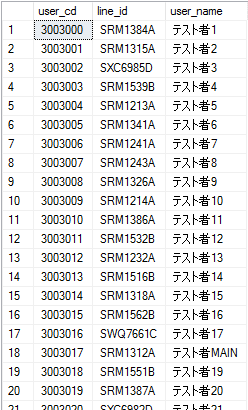 user_cd line_id user_name
1 3003000 SRM1384A テスト者1
2 3003001 SRM1315A テスト者2
3 3003002 SXC6985D テスト者3
4 3003003 SRM1539B テスト者4
5 3003004 SRM1213A テスト者5
6 3003005 SRM1341A テスト者6
7 3003006 SRM1241A テスト者7
8 3003007 SRM1243A テスト者8
9 3003008 SRM1326A テスト者9
10 3003009 SRM1214A テスト者10
11 3003010 SRM1386A テスト者11
12 3003011 SRM1532B テスト者12
13 3003012 SRM1232A テスト者13
14 3003013 SRM1516B テスト者14
15 3003014 SRM1318A テスト者15
16 3003015 SRM1562B テスト者16
17 3003016 SWQ7661C テスト者17
18 3003017 SRM1312A テスト者MAIN
19 3003018 SRM1551B テスト者19
20 3003019 SRM1387A テスト者20